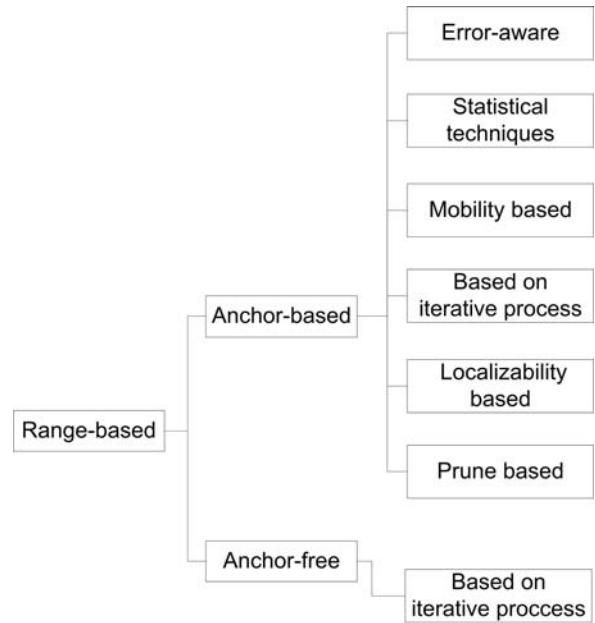 Error-aware
Statistical
techniques
Mobility based
Based on
iterative process
Anchor-based
Localizability
based
Range-based
Prune based
Anchor-free
Based on
iterative proccess